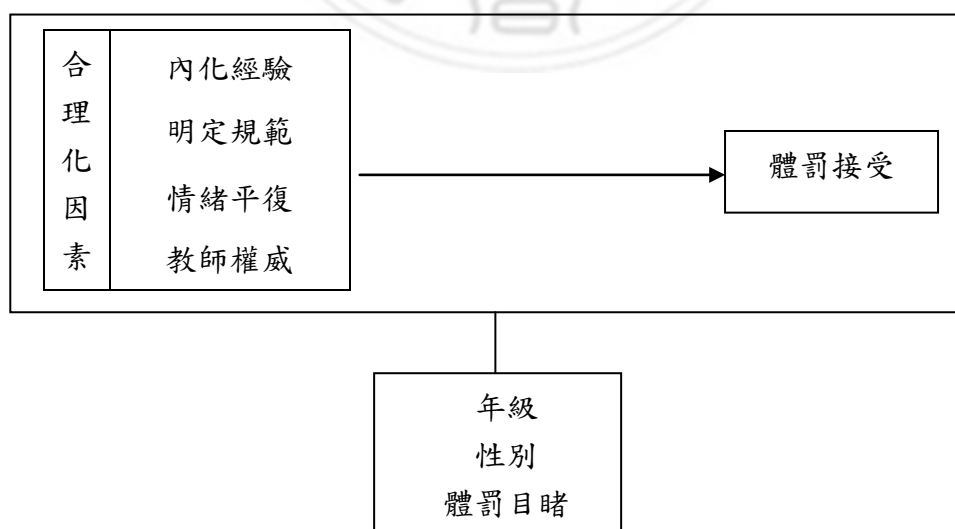 合理化因素
內化經驗
明定規範
情緒平復
教師權威
體罰接受
年級
性別
體罰目睹